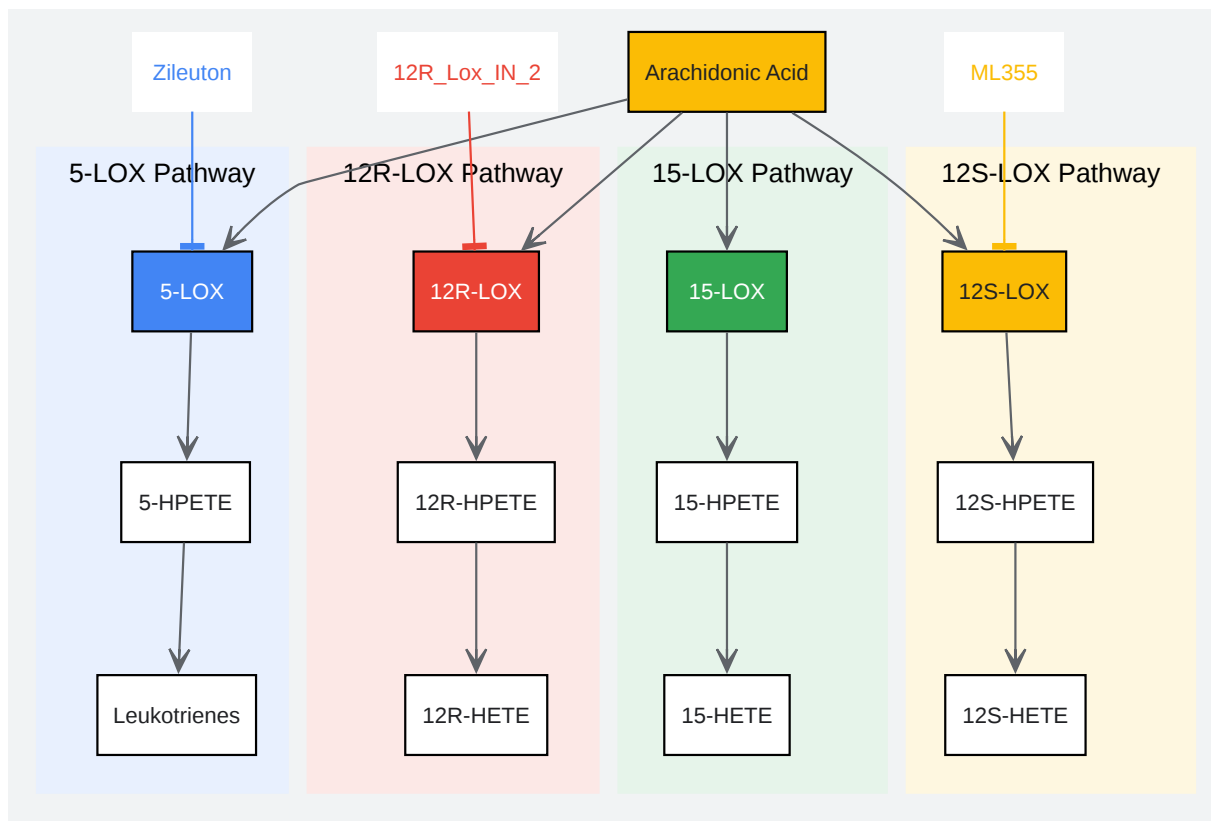 Zileuton
12R_Lox_IN_2
Arachidonic Acid
ML355
5-LOX Pathway
12R-LOX Pathway
15-LOX Pathway
12S-LOX Pathway
5-LOX
12R-LOX
15-LOX
12S-LOX
5-HPETE
12R-HPETE
15-HPETE
12S-HPETE
Leukotrienes
12R-HETE
15-HETE
12S-HETE